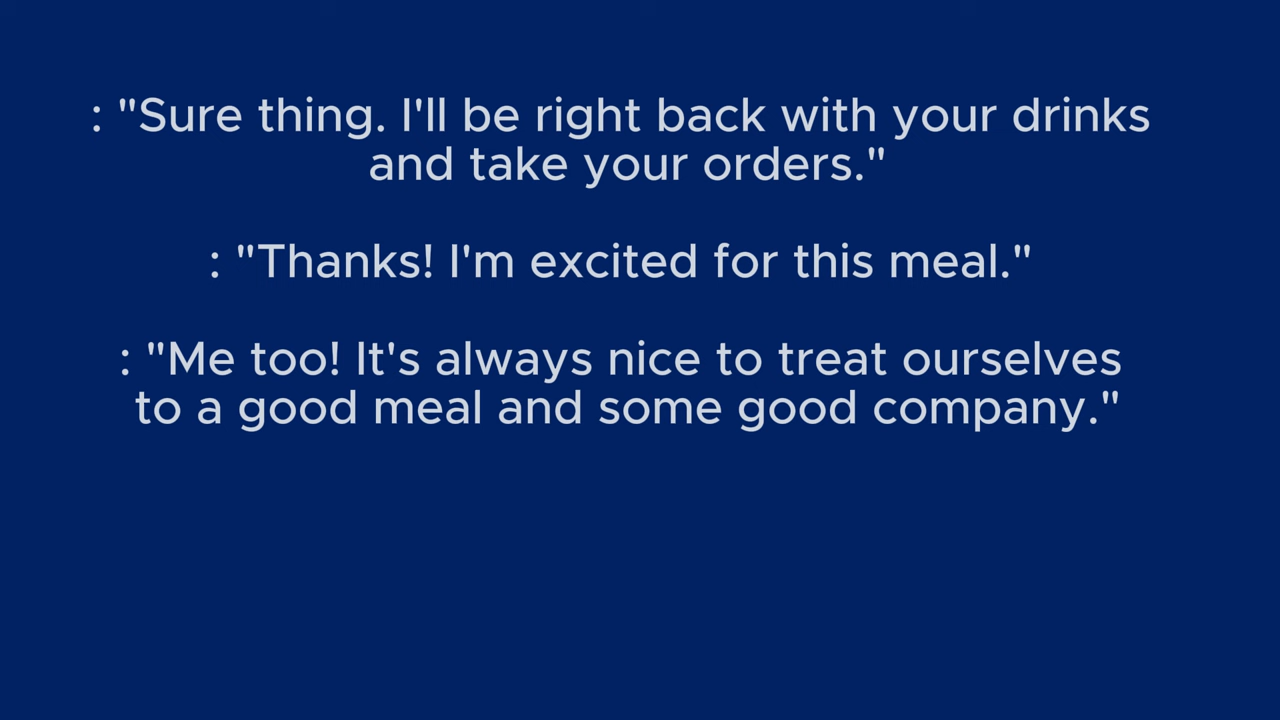 : "Sure thing. I'll be right back with your drinks
and take your orders."
: "Thanks! I'm excited for this meal."
: "Me too! It's always nice to treat ourselves
to a good meal and some good company."